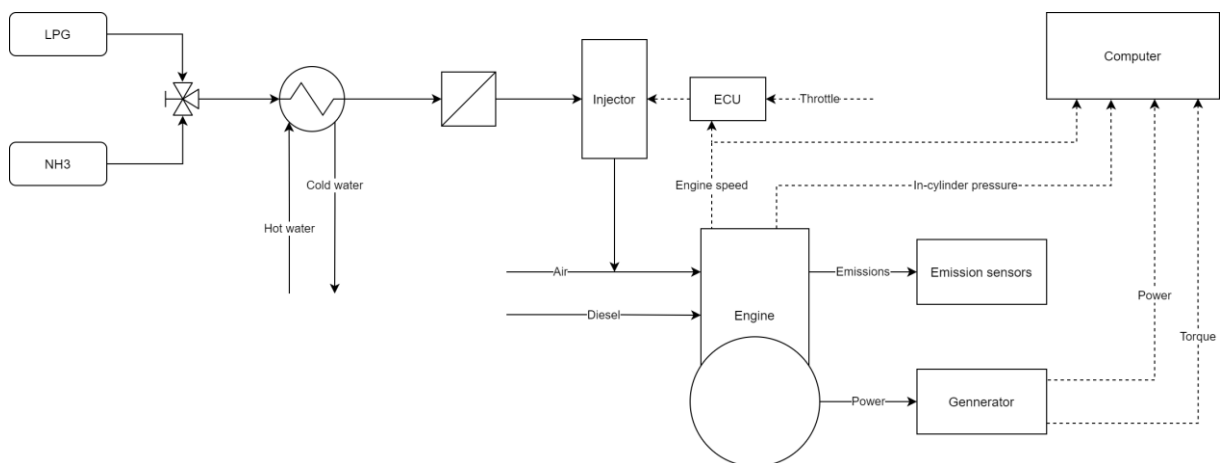 LPG
Computer
Injector
ECU
Throttle
NH3
Cold water
Engine speed
In-cylinder pressure
Hot water
Air
Emissions
Emission sensors
Power
Diesel
Engine
Torque
Power
Gennerator